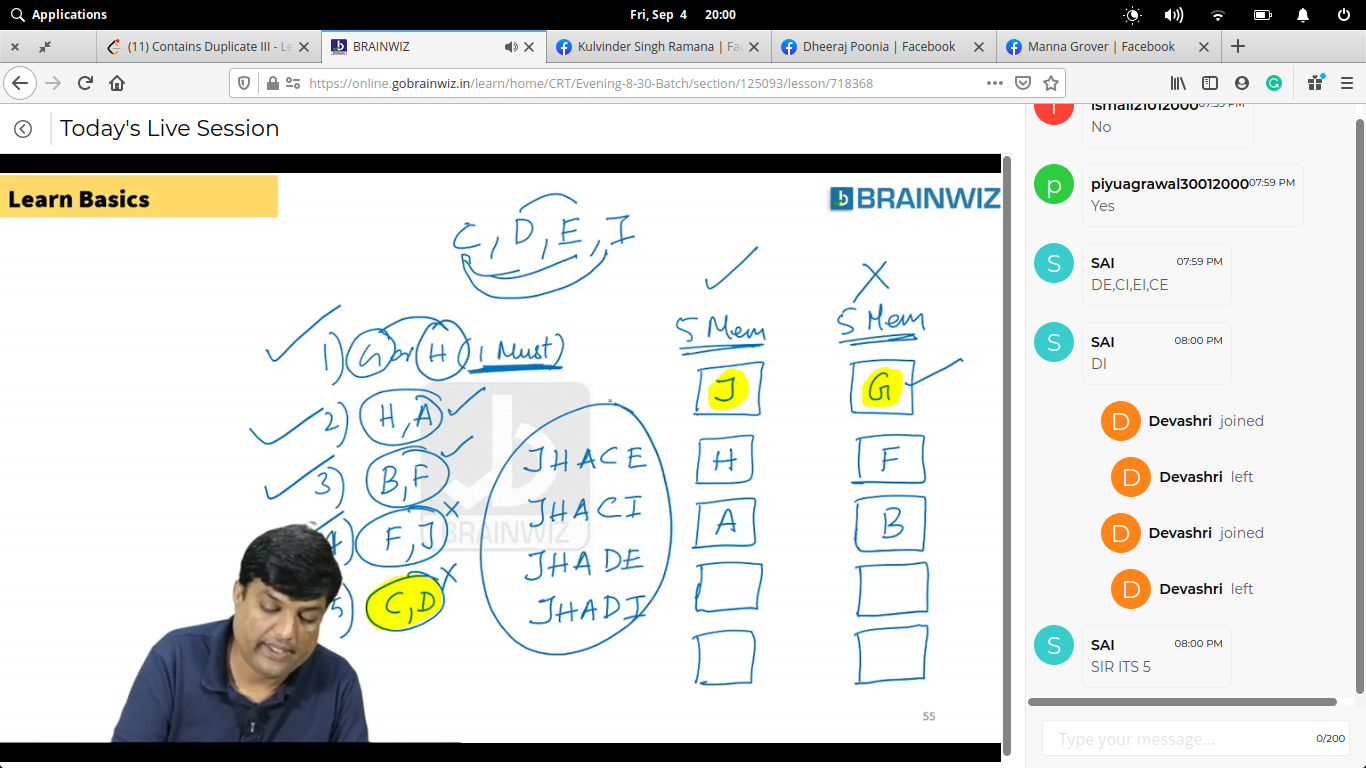 Applications
Fri, Sep 4 20:00
(11) Contains Duplicate III - Le
BRAINWIZ
Kulvinder Singh Ramana | Fa
Dheeraj Poonia | Facebook
Manna Grover | Facebook
https://online.gobrainwiz.in/learn/home/CRT/Evening-8-30-Batch/section/125093/lesson/718368
Today's Live Session
Learn Basics
BRAINWIZ
C, D, E, I
✓ X
5 Mem 5 Mem
1) G or H (1 Must)
2) H, A
3) B, F
4) F, J X
5) C, D X
JHACE
JHACI
JHADE
JHADI
J G
H F
A B
BRAINWIZ
55
ismail21012000 07:59 PM
No
piyuagrawal30012000 07:59 PM
Yes
SAI 07:59 PM
DE,CI,EI,CE
SAI 08:00 PM
DI
Devashri joined
Devashri left
Devashri joined
Devashri left
SAI 08:00 PM
SIR ITS 5
Type your message...
0/200